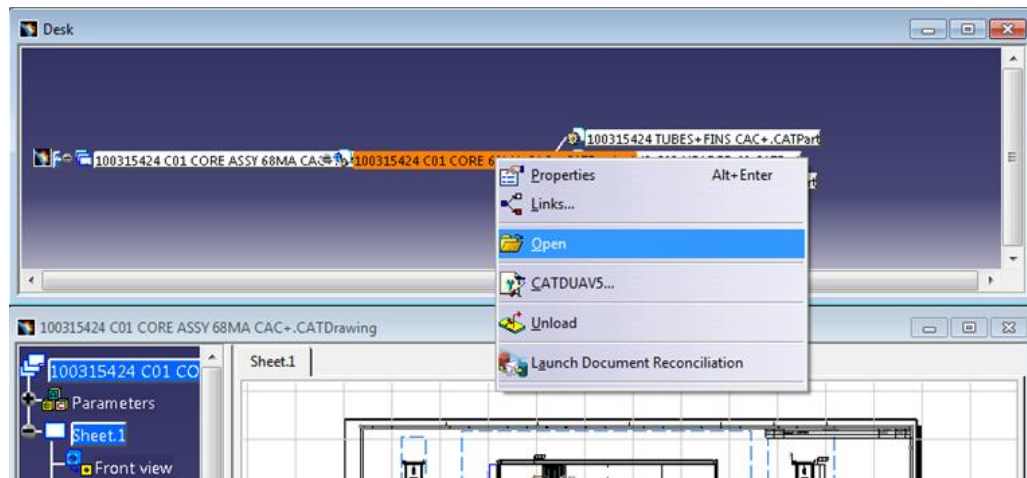 Desk
100315424 TUBES+FINS CAC+.CATPart
100315424 C01 CORE ASSY 68MA CAC
100315424 C01 CORE
Properties Alt+Enter
Links...
Open
CATDUAV5...
Unload
Launch Document Reconciliation
100315424 C01 CORE ASSY 68MA CAC+.CATDrawing
100315424 C01 CO
Sheet.1
Parameters
Sheet.1
Front view